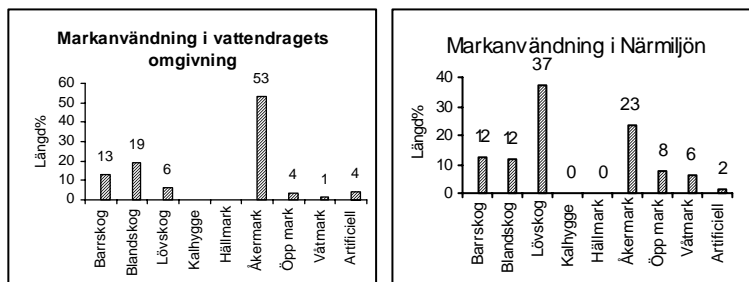 Markanvändning i vattendragets
omgivning
Längd%
60
50
40
30
20
10
0
13
19
6
53
4
1
4
Barrskog
Blandskog
Lövskog
Kalhygge
Hällmark
Åkermark
Öpp mark
Våtmark
Artificiell
Markanvändning i Närmiljön
Längd%
40
30
20
10
0
12
12
37
0
0
23
8
6
2
Barrskog
Blandskog
Lövskog
Kalhygge
Hällmark
Åkermark
Öpp mark
Våtmark
Artificiell